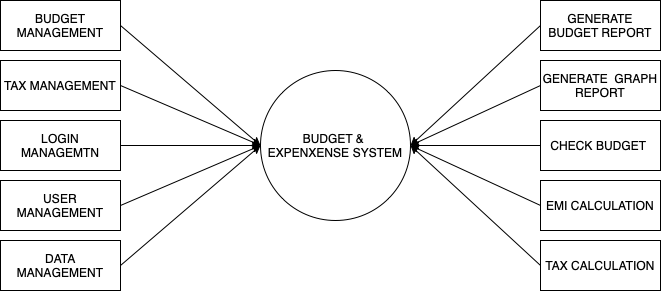 BUDGET
MANAGEMENT
TAX MANAGEMENT
LOGIN
MANAGEMTN
USER
MANAGEMENT
DATA
MANAGEMENT
BUDGET &
EXPENXENSE SYSTEM
GENERATE
BUDGET REPORT
GENERATE GRAPH
REPORT
CHECK BUDGET
EMI CALCULATION
TAX CALCULATION